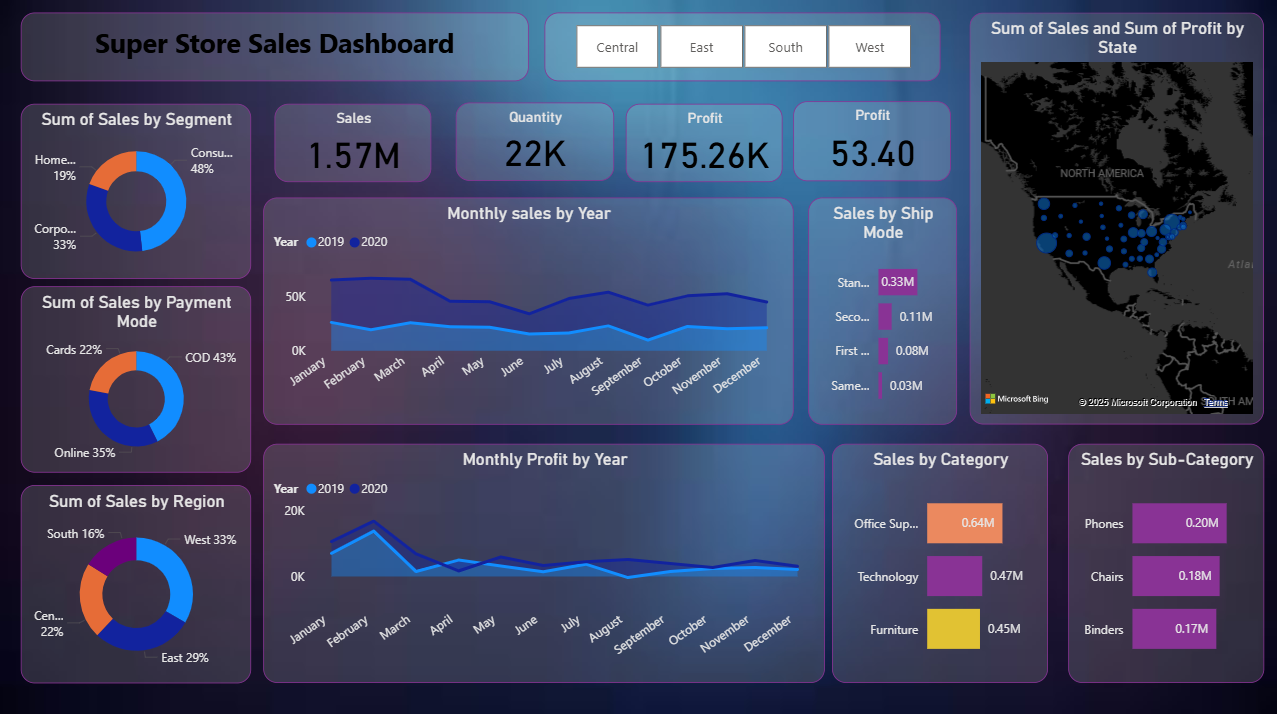 Super Store Sales Dashboard
Central
East
South
West
Sum of Sales and Sum of Profit by
State
NORTH AMERICA
Atla
Microsoft Bing
© 2025 Microsoft Corporation
Terms
SOUTH AM
Sum of Sales by Segment
Home...
19%
Consu...
48%
Corpo...
33%
Sales
1.57M
Quantity
22K
Profit
175.26K
Profit
53.40
Monthly sales by Year
Year 2019 2020
50K
0K
January
February
March
April
May
June
July
August
September
October
November
December
Sales by Ship
Mode
Stan... 0.33M
Seco... 0.11M
First ... 0.08M
Same... 0.03M
Sum of Sales by Payment
Mode
Cards 22%
COD 43%
Online 35%
Sum of Sales by Region
South 16%
West 33%
Cen...
22%
East 29%
Monthly Profit by Year
Year 2019 2020
20K
0K
January
February
March
April
May
June
July
August
September
October
November
December
Sales by Category
Office Sup... 0.64M
Technology 0.47M
Furniture 0.45M
Sales by Sub-Category
Phones 0.20M
Chairs 0.18M
Binders 0.17M